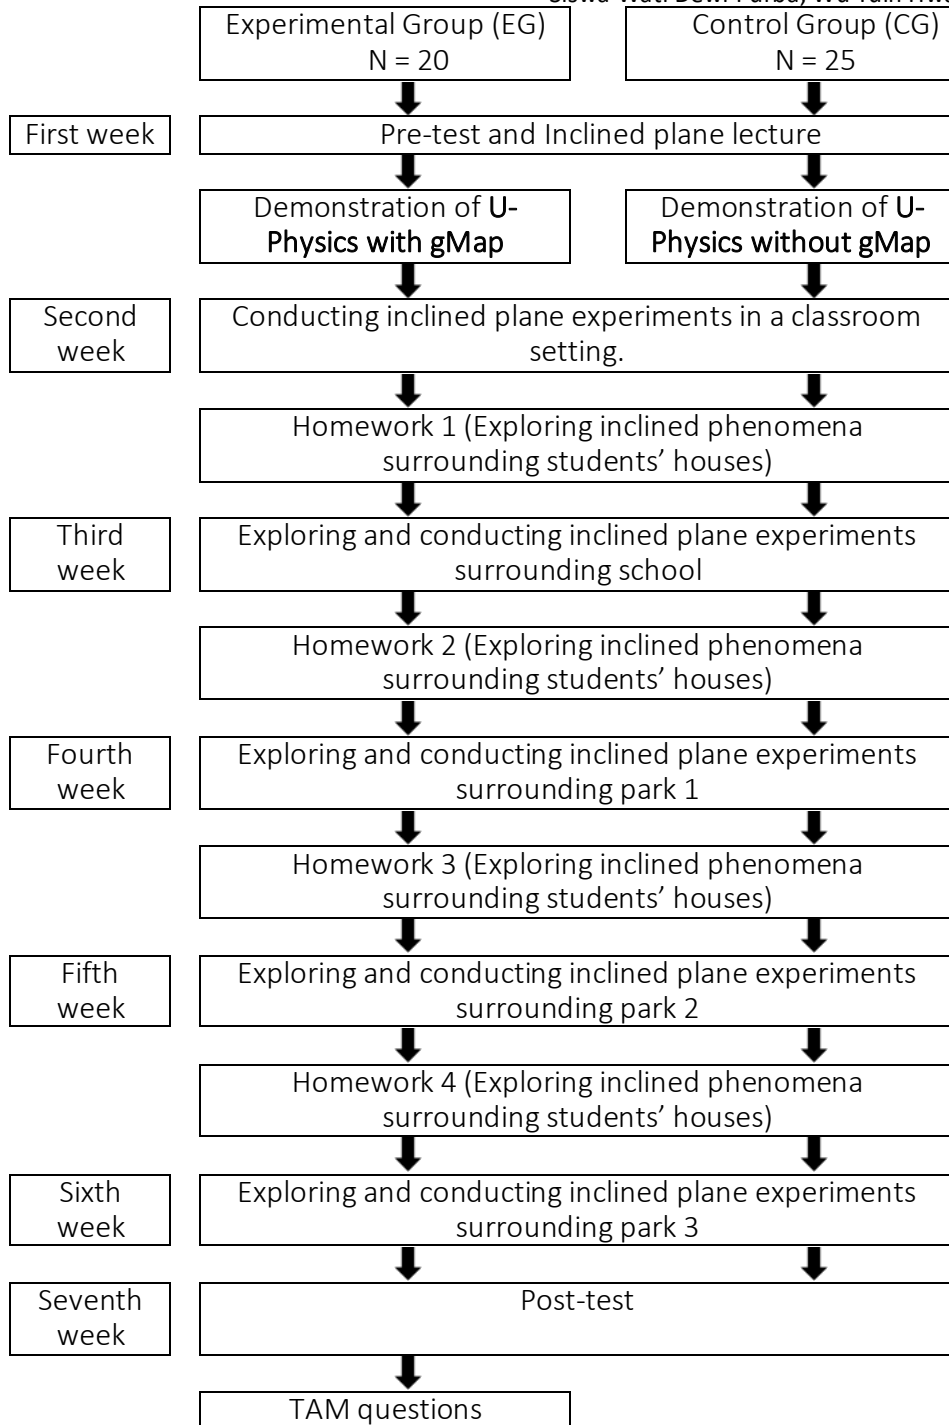 Experimental Group (EG)
N = 20
Control Group (CG)
N = 25
First week
Pre-test and Inclined plane lecture
Demonstration of U-
Physics with gMap
Demonstration of U-
Physics without gMap
Second
week
Conducting inclined plane experiments in a classroom
setting.
Homework 1 (Exploring inclined phenomena
surrounding students’ houses)
Third
week
Exploring and conducting inclined plane experiments
surrounding school
Homework 2 (Exploring inclined phenomena
surrounding students’ houses)
Fourth
week
Exploring and conducting inclined plane experiments
surrounding park 1
Homework 3 (Exploring inclined phenomena
surrounding students’ houses)
Fifth
week
Exploring and conducting inclined plane experiments
surrounding park 2
Homework 4 (Exploring inclined phenomena
surrounding students’ houses)
Sixth
week
Exploring and conducting inclined plane experiments
surrounding park 3
Seventh
week
Post-test
TAM questions